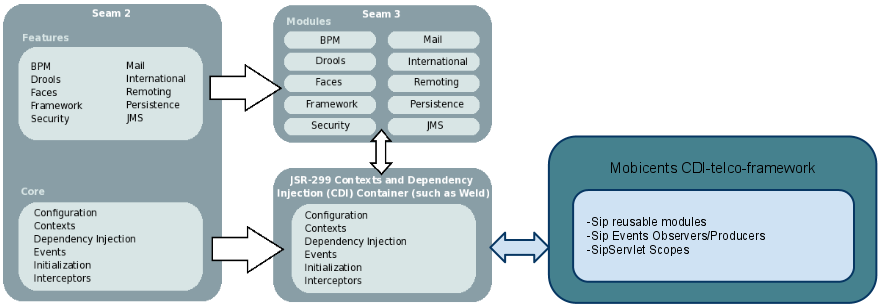 Seam 2
Features
BPM
Drools
Faces
Framework
Security
Mail
International
Remoting
Persistence
JMS
Core
Configuration
Contexts
Dependency Injection
Events
Initialization
Interceptors
Seam 3
Modules
BPM
Mail
Drools
International
Faces
Remoting
Framework
Persistence
Security
JMS
JSR-299 Contexts and Dependency
Injection (CDI) Container (such as Weld)
Configuration
Contexts
Dependency Injection
Events
Initialization
Interceptors
Mobicents CDI-telco-framework
-Sip reusable modules
-Sip Events Observers/Producers
-SipServlet Scopes